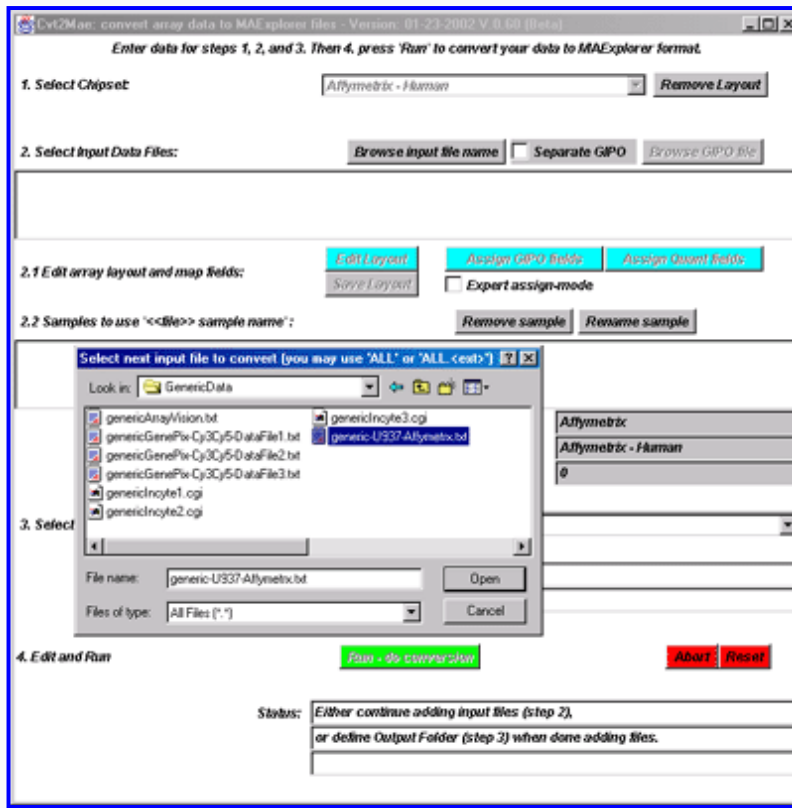 Cvt2Mae: convert array data to MAExplorer files - Version: 01-23-2002 V.0.60 (Beta)
Enter data for steps 1, 2, and 3. Then 4. press 'Run' to convert your data to MAExplorer format.
1. Select Chipset:
Affymetrix - Human
Remove Layout
2. Select Input Data Files:
Browse input file name
Separate GIPO
Browse GIPO file
2.1 Edit array layout and map fields:
Edit Layout
Assign GIPO fields
Assign Quant fields
Save Layout
Expert assign-mode
2.2 Samples to use '<<file>> sample name':
Remove sample
Rename sample
Select next input file to convert (you may use "ALL" or "ALL.<ext>")
Look in: GenericData
genericArrayVision.txt
genericGenePix-Cy3Cy5-DataFile1.txt
genericGenePix-Cy3Cy5-DataFile2.txt
genericGenePix-Cy3Cy5-DataFile3.txt
genericIncyte1.cgi
genericIncyte2.cgi
genericIncyte3.cgi
generic-U937-Affymetrx.txt
File name: generic-U937-Affymetrx.txt
Open
Files of type: All Files (*.*)
Cancel
Affymetrix
Affymetrix - Human
0
3. Select
4. Edit and Run
Run - do conversion
Abort
Reset
Status: Either continue adding input files (step 2),
or define Output Folder (step 3) when done adding files.